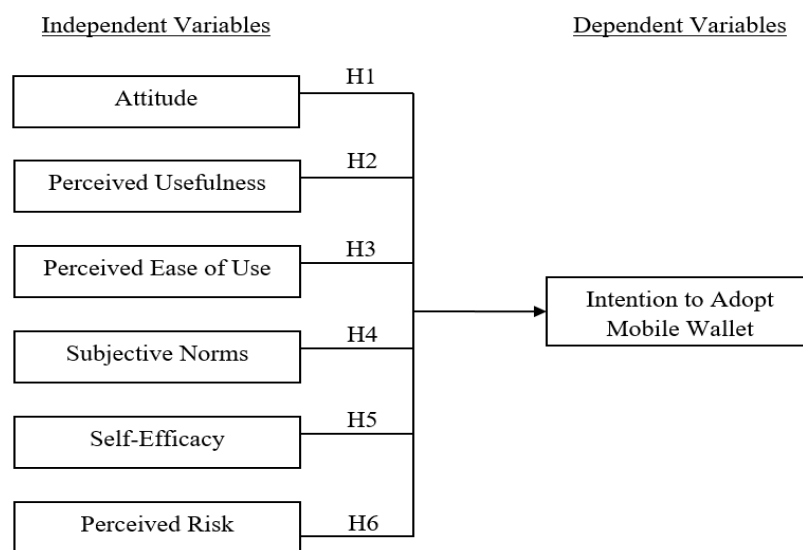 Independent Variables
Dependent Variables
H1
Attitude
H2
Perceived Usefulness
H3
Perceived Ease of Use
Intention to Adopt
Mobile Wallet
H4
Subjective Norms
H5
Self-Efficacy
H6
Perceived Risk